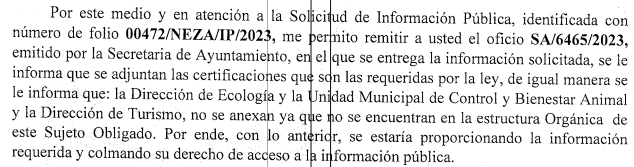 Por este medio y en atención a la Solicitud de Información Pública, identificada con
número de folio 00472/NEZA/IP/2023, me permito remitir a usted el oficio SA/6465/2023,
emitido por la Secretaria de Ayuntamiento, en el que se entrega la información solicitada, se le
informa que se adjuntan las certificaciones que son las requeridas por la ley, de igual manera se
le informa que: la Dirección de Ecología y la Unidad Municipal de Control y Bienestar Animal
y la Dirección de Turismo, no se anexan ya que no se encuentran en la estructura Orgánica de
este Sujeto Obligado. Por ende, con lo anterior, se estaría proporcionando la información
requerida y colmando su derecho de acceso a la información pública.